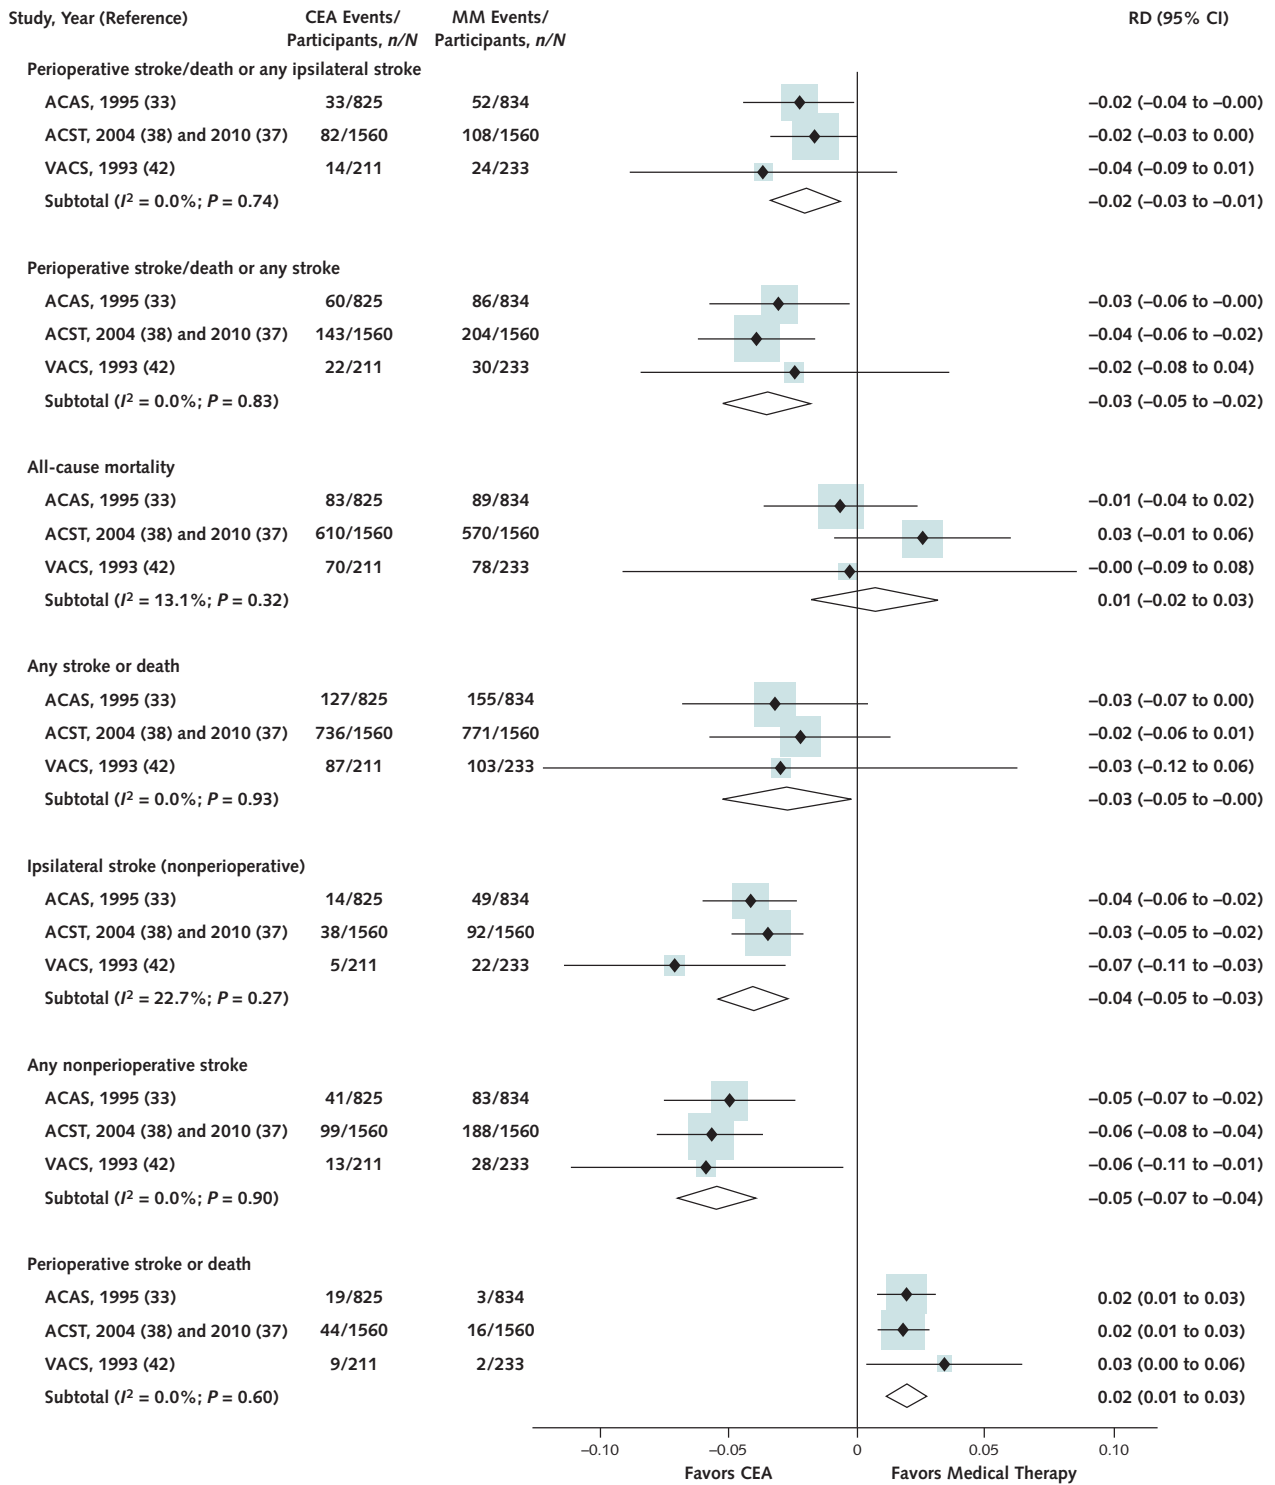 Study, Year (Reference) CEA Events/ MM Events/ RD (95% CI)
Participants, n/N Participants, n/N
Perioperative stroke/death or any ipsilateral stroke
ACAS, 1995 (33) 33/825 52/834 –0.02 (–0.04 to –0.00)
ACST, 2004 (38) and 2010 (37) 82/1560 108/1560 –0.02 (–0.03 to 0.00)
VACS, 1993 (42) 14/211 24/233 –0.04 (–0.09 to 0.01)
Subtotal (I² = 0.0%; P = 0.74) –0.02 (–0.03 to –0.01)
Perioperative stroke/death or any stroke
ACAS, 1995 (33) 60/825 86/834 –0.03 (–0.06 to –0.00)
ACST, 2004 (38) and 2010 (37) 143/1560 204/1560 –0.04 (–0.06 to –0.02)
VACS, 1993 (42) 22/211 30/233 –0.02 (–0.08 to 0.04)
Subtotal (I² = 0.0%; P = 0.83) –0.03 (–0.05 to –0.02)
All-cause mortality
ACAS, 1995 (33) 83/825 89/834 –0.01 (–0.04 to 0.02)
ACST, 2004 (38) and 2010 (37) 610/1560 570/1560 0.03 (–0.01 to 0.06)
VACS, 1993 (42) 70/211 78/233 –0.00 (–0.09 to 0.08)
Subtotal (I² = 13.1%; P = 0.32) 0.01 (–0.02 to 0.03)
Any stroke or death
ACAS, 1995 (33) 127/825 155/834 –0.03 (–0.07 to 0.00)
ACST, 2004 (38) and 2010 (37) 736/1560 771/1560 –0.02 (–0.06 to 0.01)
VACS, 1993 (42) 87/211 103/233 –0.03 (–0.12 to 0.06)
Subtotal (I² = 0.0%; P = 0.93) –0.03 (–0.05 to –0.00)
Ipsilateral stroke (nonperioperative)
ACAS, 1995 (33) 14/825 49/834 –0.04 (–0.06 to –0.02)
ACST, 2004 (38) and 2010 (37) 38/1560 92/1560 –0.03 (–0.05 to –0.02)
VACS, 1993 (42) 5/211 22/233 –0.07 (–0.11 to –0.03)
Subtotal (I² = 22.7%; P = 0.27) –0.04 (–0.05 to –0.03)
Any nonperioperative stroke
ACAS, 1995 (33) 41/825 83/834 –0.05 (–0.07 to –0.02)
ACST, 2004 (38) and 2010 (37) 99/1560 188/1560 –0.06 (–0.08 to –0.04)
VACS, 1993 (42) 13/211 28/233 –0.06 (–0.11 to –0.01)
Subtotal (I² = 0.0%; P = 0.90) –0.05 (–0.07 to –0.04)
Perioperative stroke or death
ACAS, 1995 (33) 19/825 3/834 0.02 (0.01 to 0.03)
ACST, 2004 (38) and 2010 (37) 44/1560 16/1560 0.02 (0.01 to 0.03)
VACS, 1993 (42) 9/211 2/233 0.03 (0.00 to 0.06)
Subtotal (I² = 0.0%; P = 0.60) 0.02 (0.01 to 0.03)
–0.10 –0.05 0 0.05 0.10
Favors CEA Favors Medical Therapy